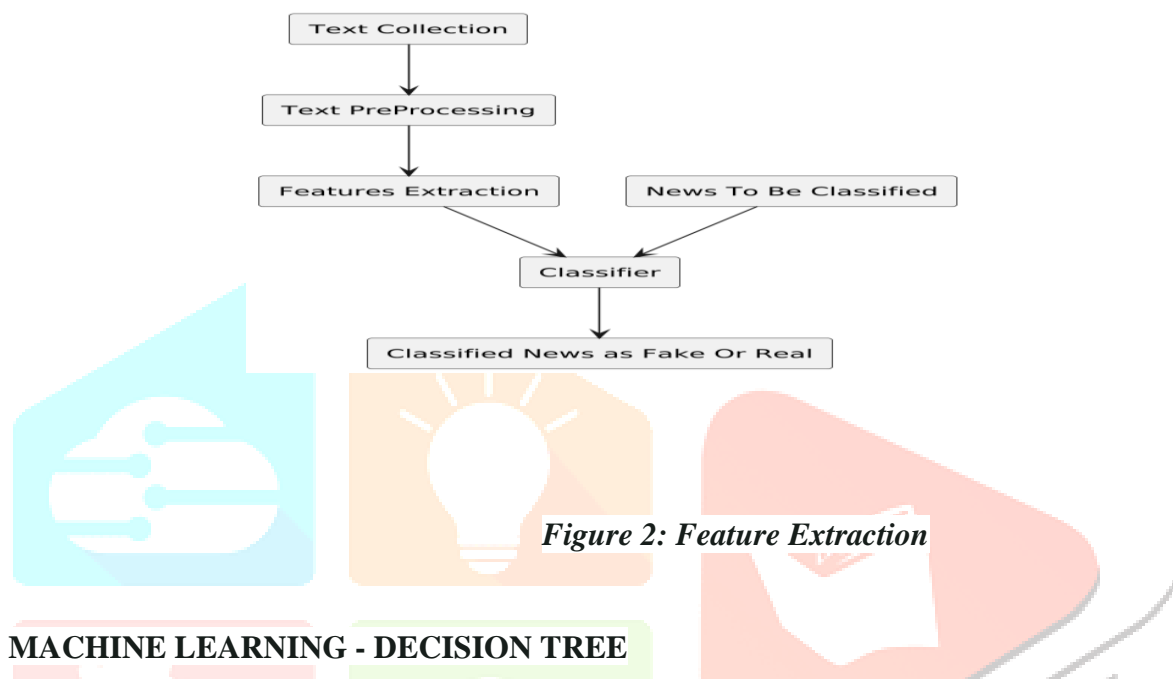 Text Collection
Text PreProcessing
Features Extraction
News To Be Classified
Classifier
Classified News as Fake Or Real
Figure 2: Feature Extraction
MACHINE LEARNING - DECISION TREE